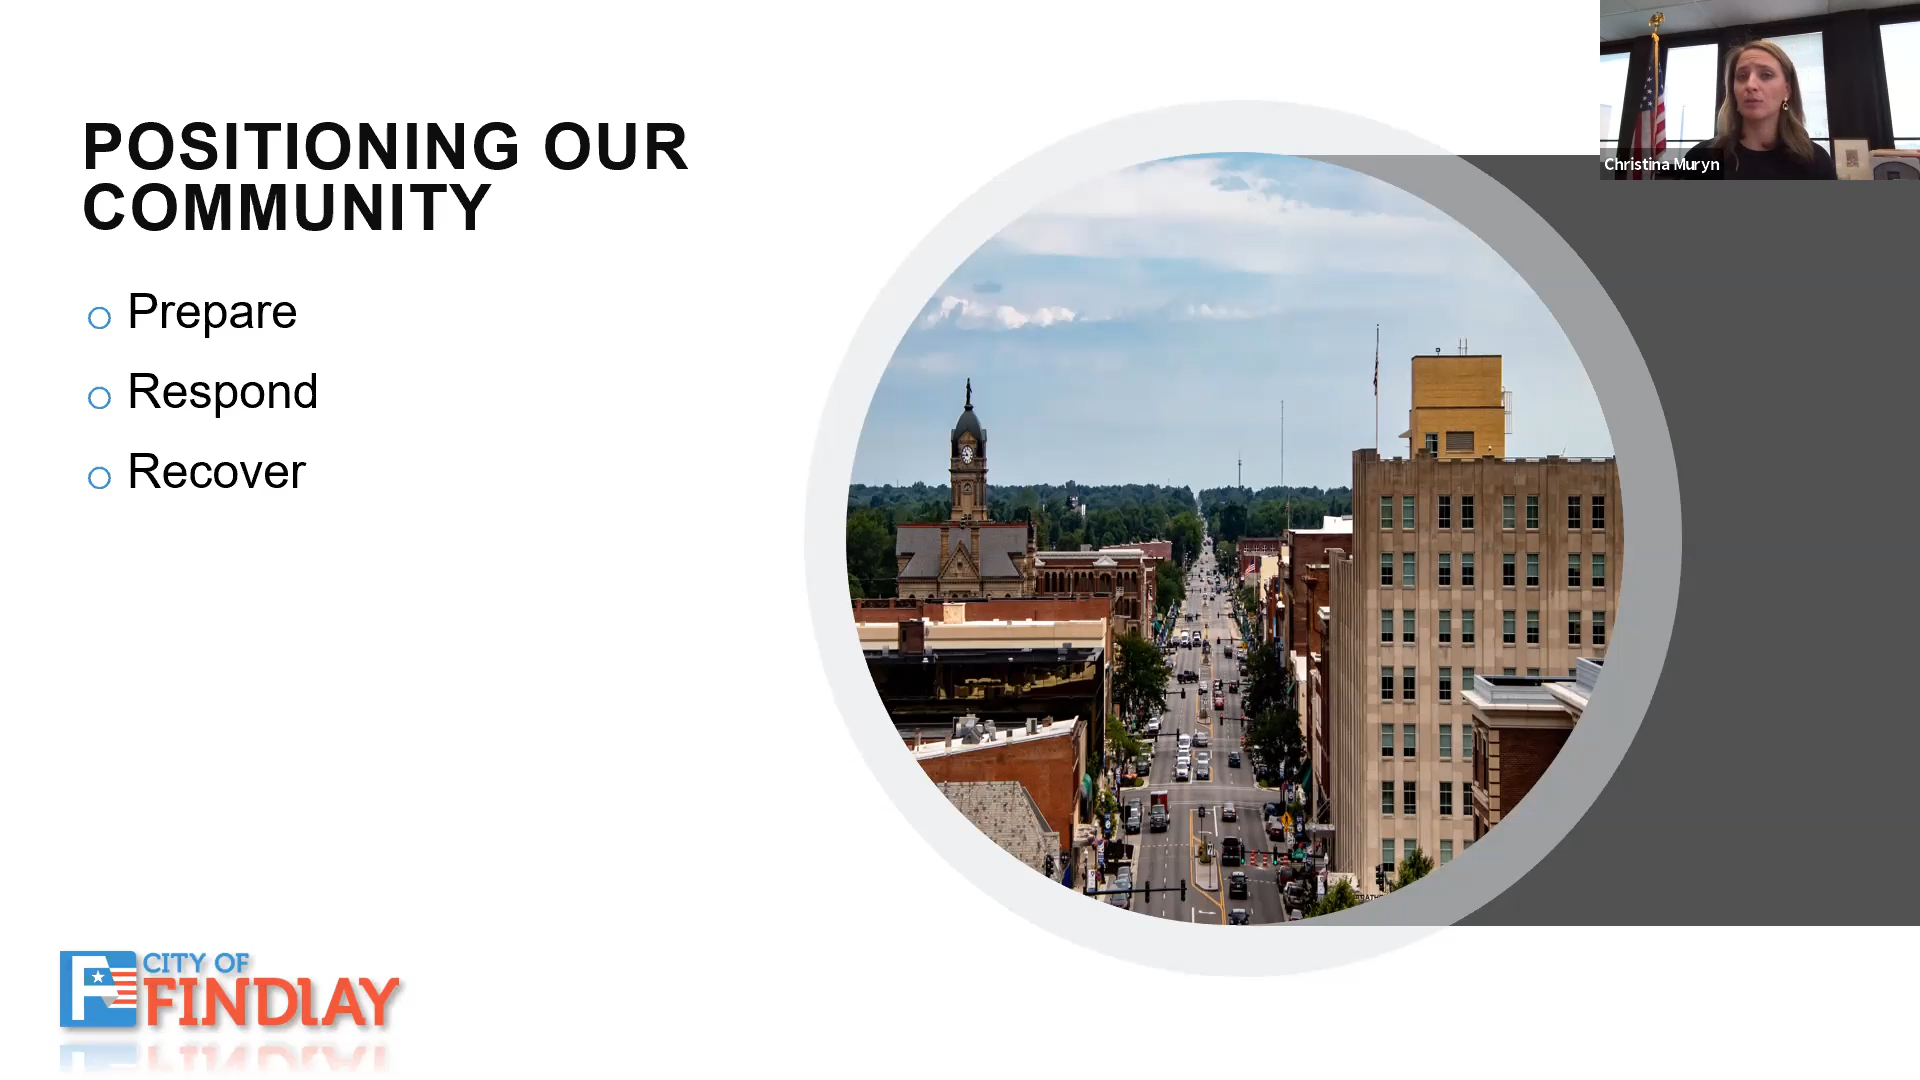 POSITIONING OUR
COMMUNITY
Prepare
Respond
Recover
Christina Muryn
CITY OF
FINDLAY